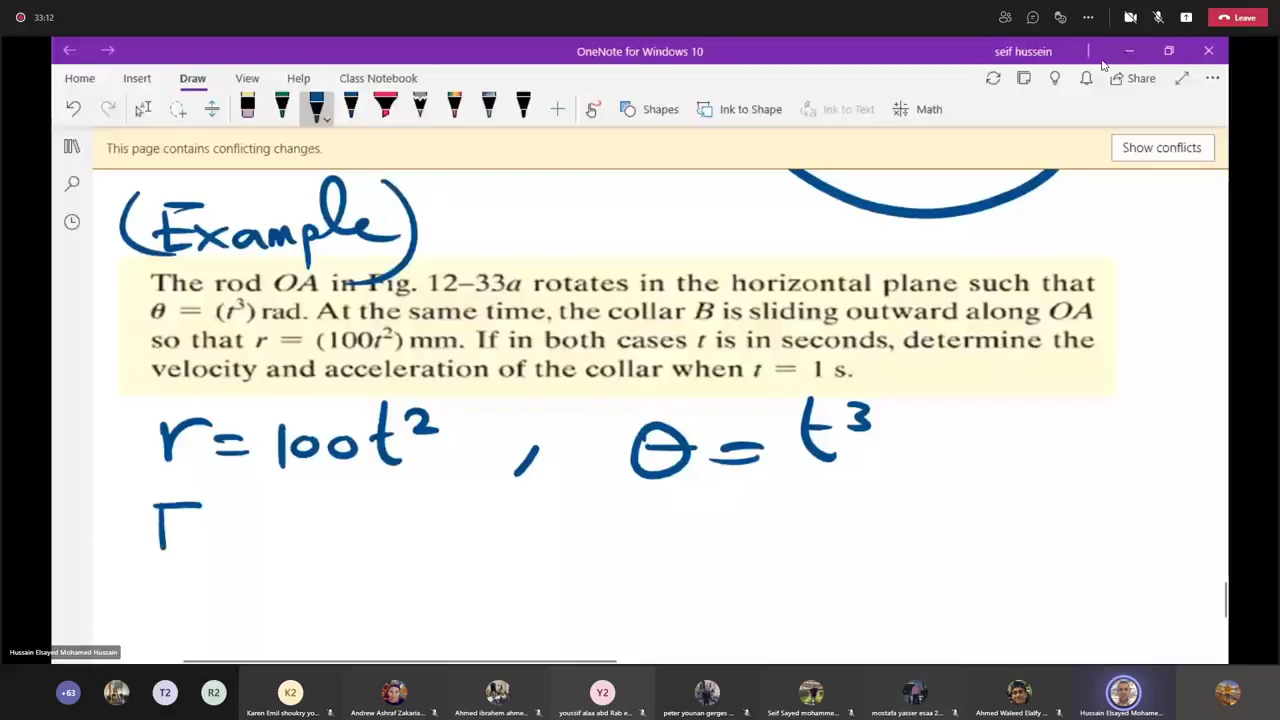 33:12
Leave
OneNote for Windows 10
seif hussein
Home Insert Draw View Help Class Notebook
Share
Shapes Ink to Shape Ink to Text Math
This page contains conflicting changes.
Show conflicts
(Example)
The rod OA in Fig. 12–33a rotates in the horizontal plane such that
θ = (t³) rad. At the same time, the collar B is sliding outward along OA
so that r = (100t²) mm. If in both cases t is in seconds, determine the
velocity and acceleration of the collar when t = 1 s.
r = 100t² , θ = t³
Hussain Elsayed Mohamed Hussain
+63 T2 R2 K2 Y2
Karen Emil shoukry yo... Andrew Ashraf Zakaria... Ahmed ibrahem ahme... youssif alaa abd Rab e... peter younan gerges ... Seif Sayed mohamme... mostafa yasser esaa 2... Ahmed Waleed Elalfy ... Hussain Elsayed Mohame...